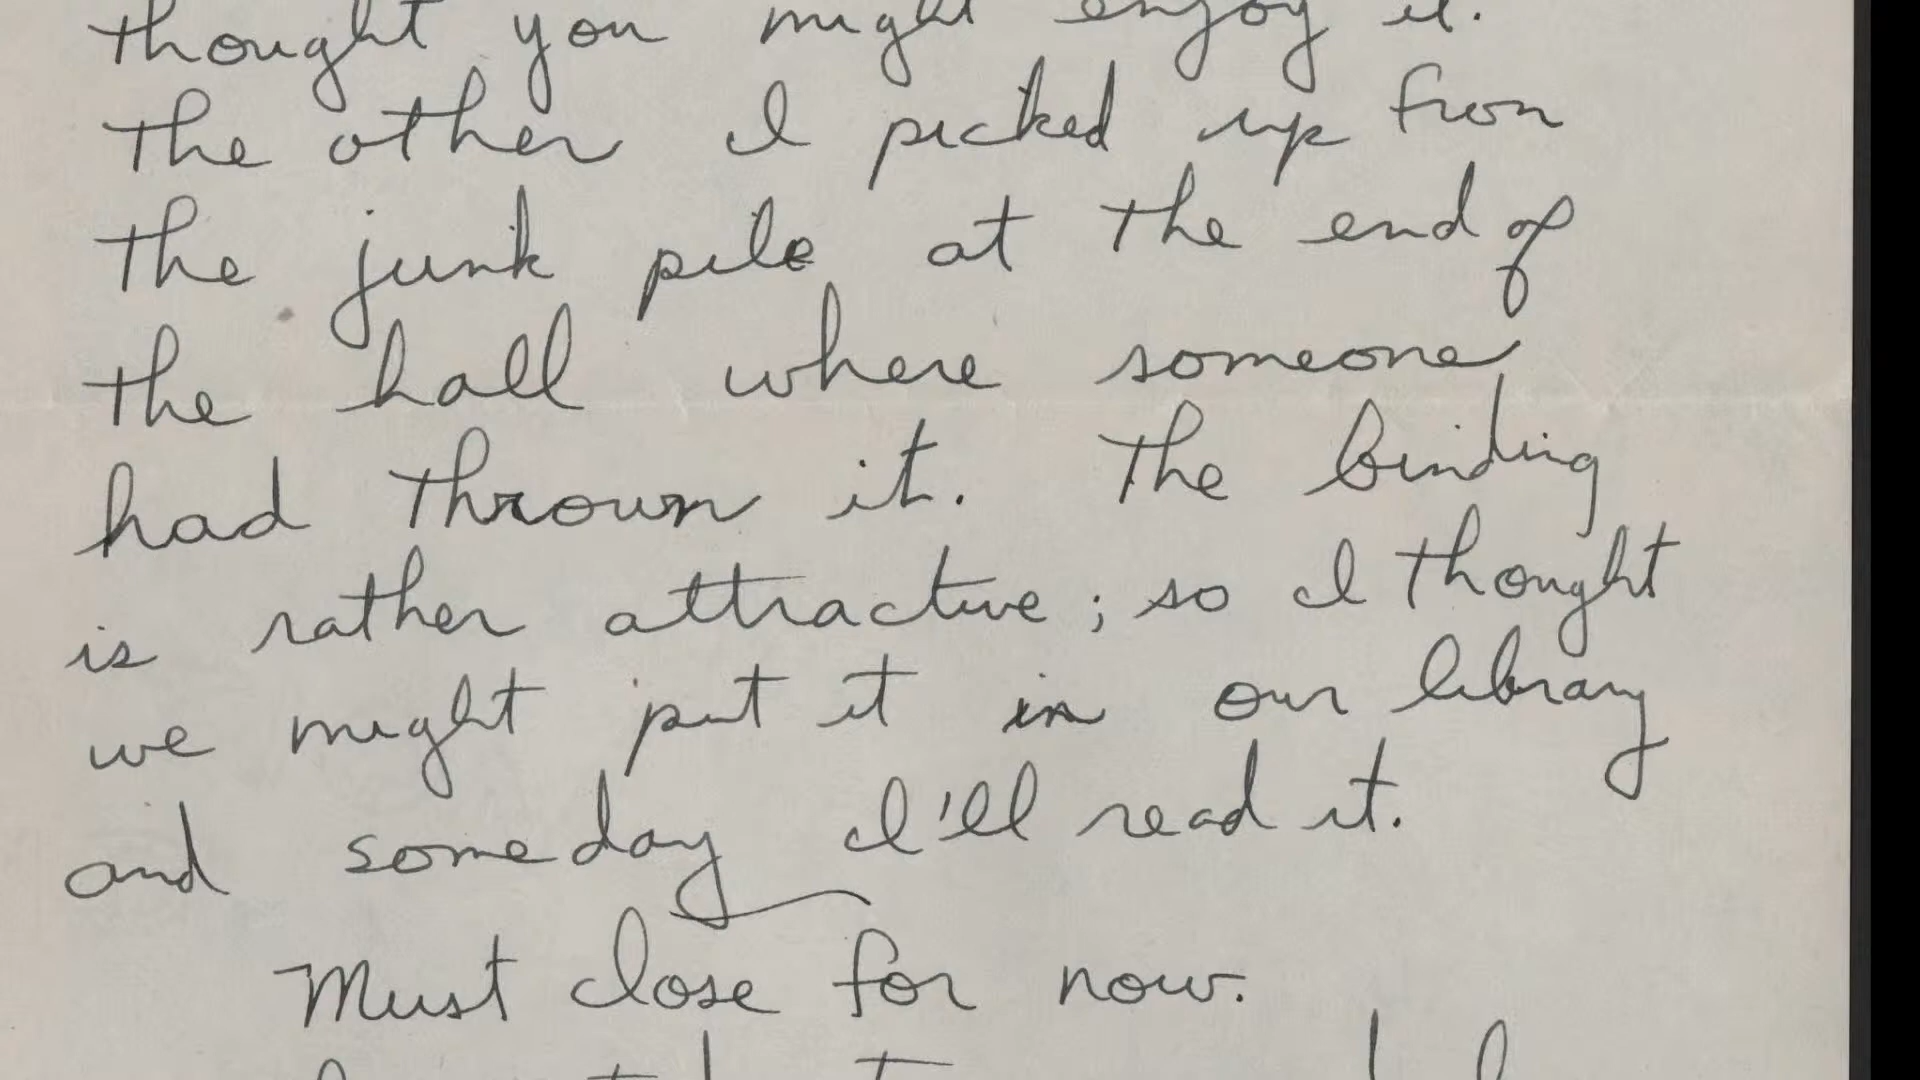 thought you might enjoy it.
The other I picked up from
the junk pile at the end of
the hall where someone
had thrown it. The binding
is rather attractive; so I thought
we might put it in our library
and someday I'll read it.
Must close for now.